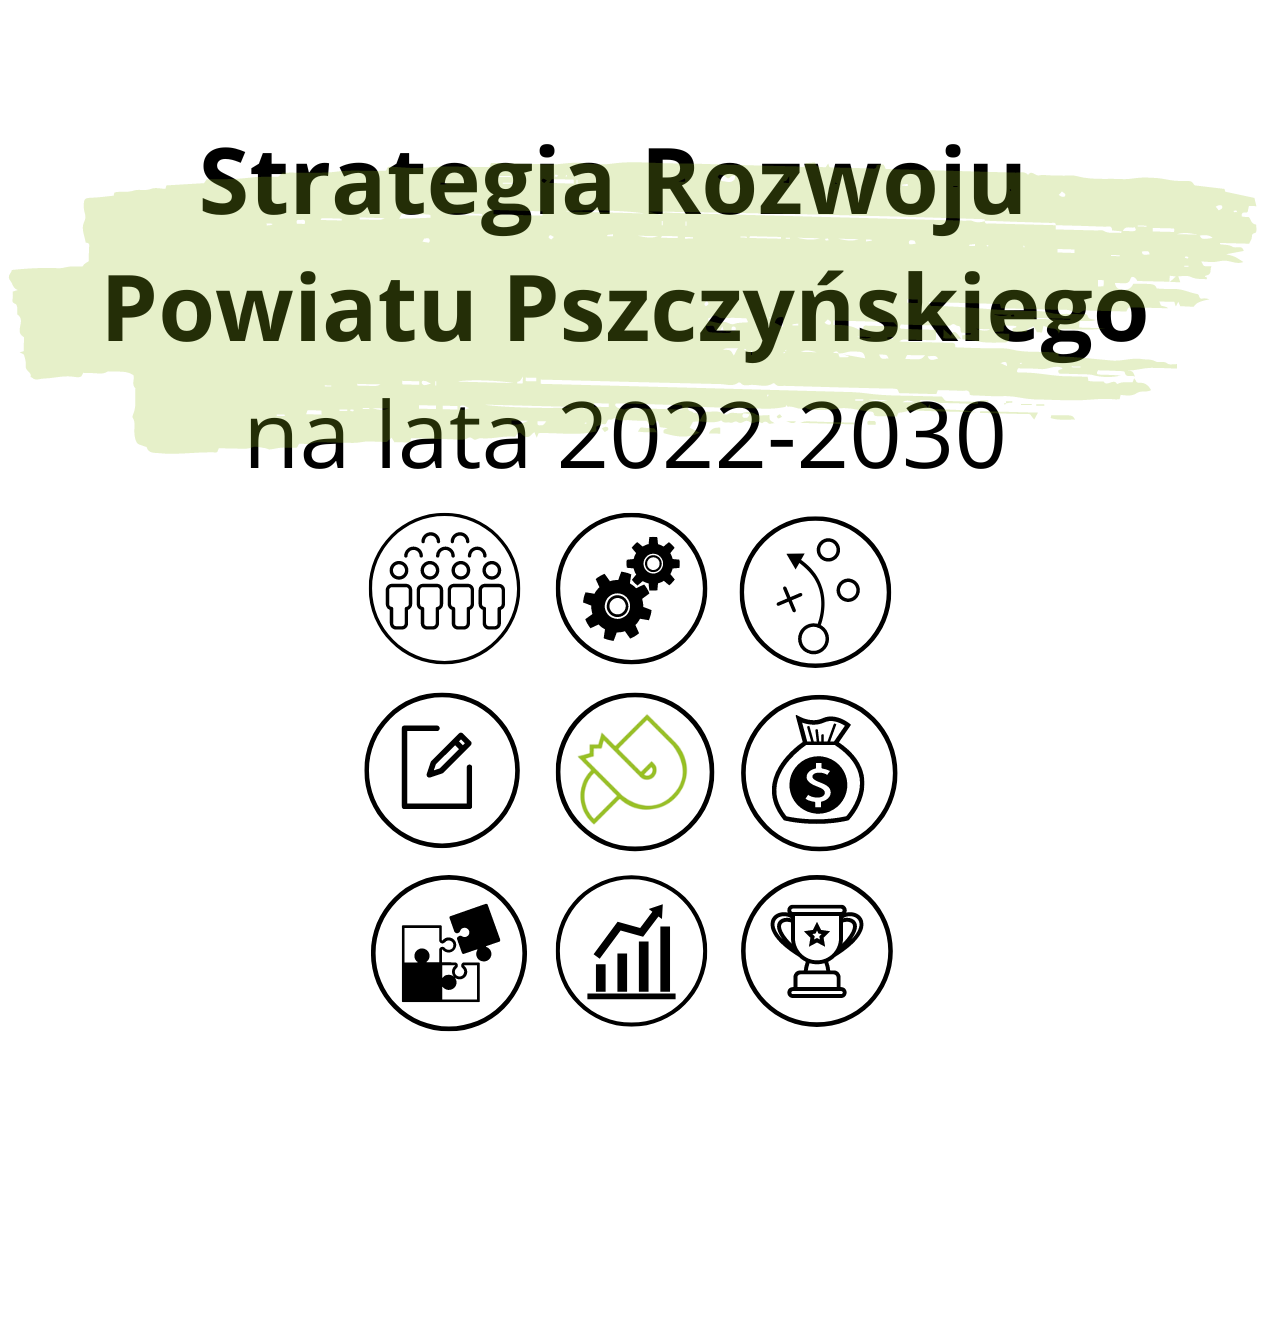 Strategia Rozwoju
Powiatu Pszczyńskiego
na lata 2022-2030
$